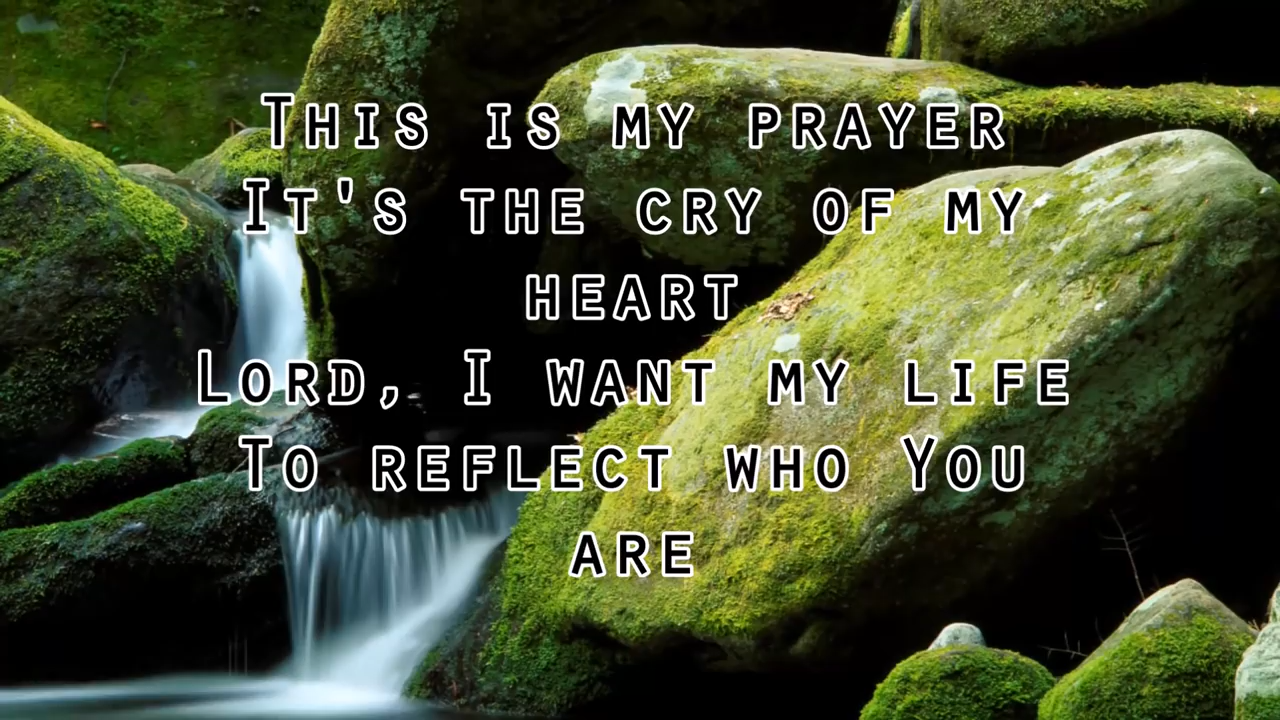 This is my prayer
It's the cry of my
heart
Lord, I want my life
To reflect who You
are